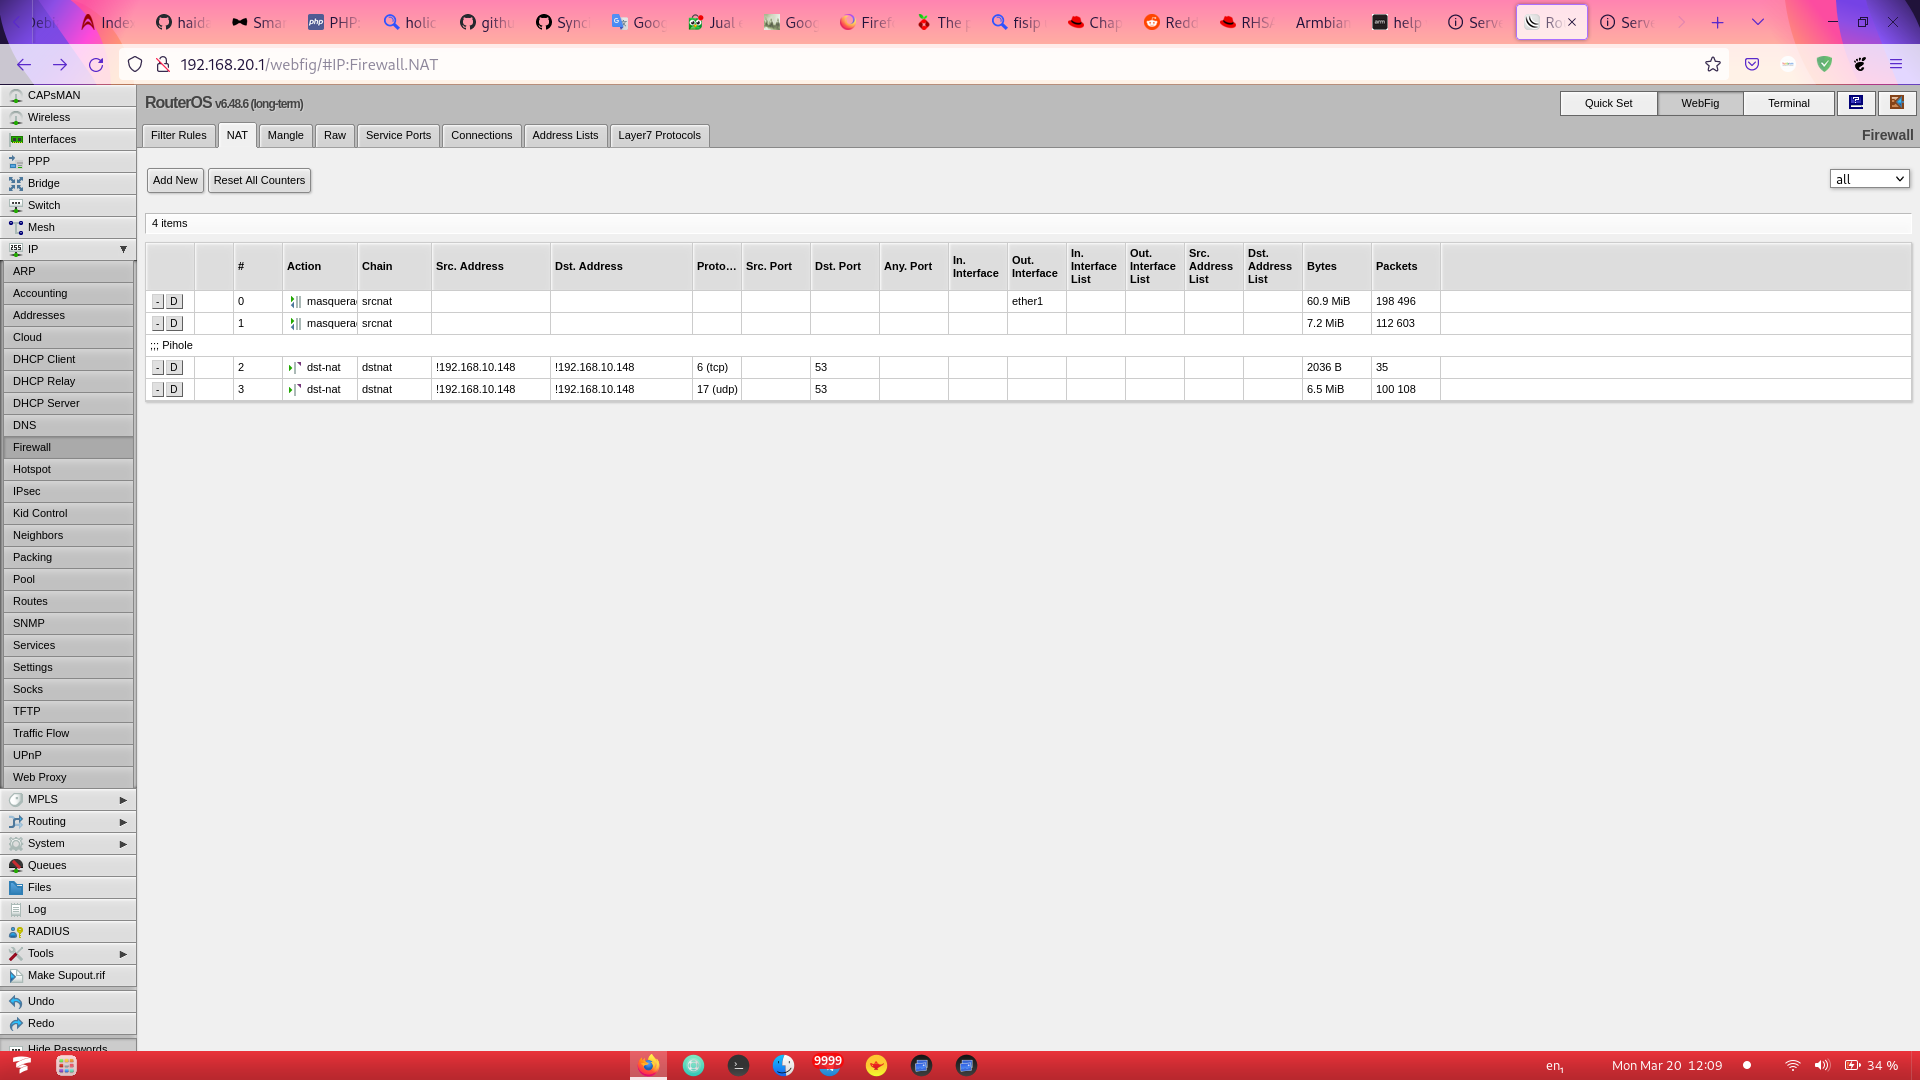 Debi
Index
haida
Smar
PHP:
holic
githu
Sync
Goog
Jual
Goog
Firef
The p
fisip
Chap
Redd
RHSA
Armbian
help
Serve
Ro
Serve
192.168.20.1/webfig/#IP:Firewall.NAT
CAPsMAN
Wireless
Interfaces
PPP
Bridge
Switch
Mesh
IP
ARP
Accounting
Addresses
Cloud
DHCP Client
DHCP Relay
DHCP Server
DNS
Firewall
Hotspot
IPsec
Kid Control
Neighbors
Packing
Pool
Routes
SNMP
Services
Settings
Socks
TFTP
Traffic Flow
UPnP
Web Proxy
MPLS
Routing
System
Queues
Files
Log
RADIUS
Tools
Make Supout.rif
Undo
Redo
Hide Passwords
RouterOS v6.48.6 (long-term)
Quick Set WebFig Terminal
Filter Rules NAT Mangle Raw Service Ports Connections Address Lists Layer7 Protocols
Firewall
Add New Reset All Counters
all
4 items
# Action Chain Src. Address Dst. Address Proto... Src. Port Dst. Port Any. Port In. Interface Out. Interface In. Interface List Out. Interface List Src. Address List Dst. Address List Bytes Packets
- D 0 masquerad srcnat ether1 60.9 MiB 198 496
- D 1 masquerad srcnat 7.2 MiB 112 603
;;; Pihole
- D 2 dst-nat dstnat !192.168.10.148 !192.168.10.148 6 (tcp) 53 2036 B 35
- D 3 dst-nat dstnat !192.168.10.148 !192.168.10.148 17 (udp) 53 6.5 MiB 100 108
9999
en₁ Mon Mar 20 12:09 34 %